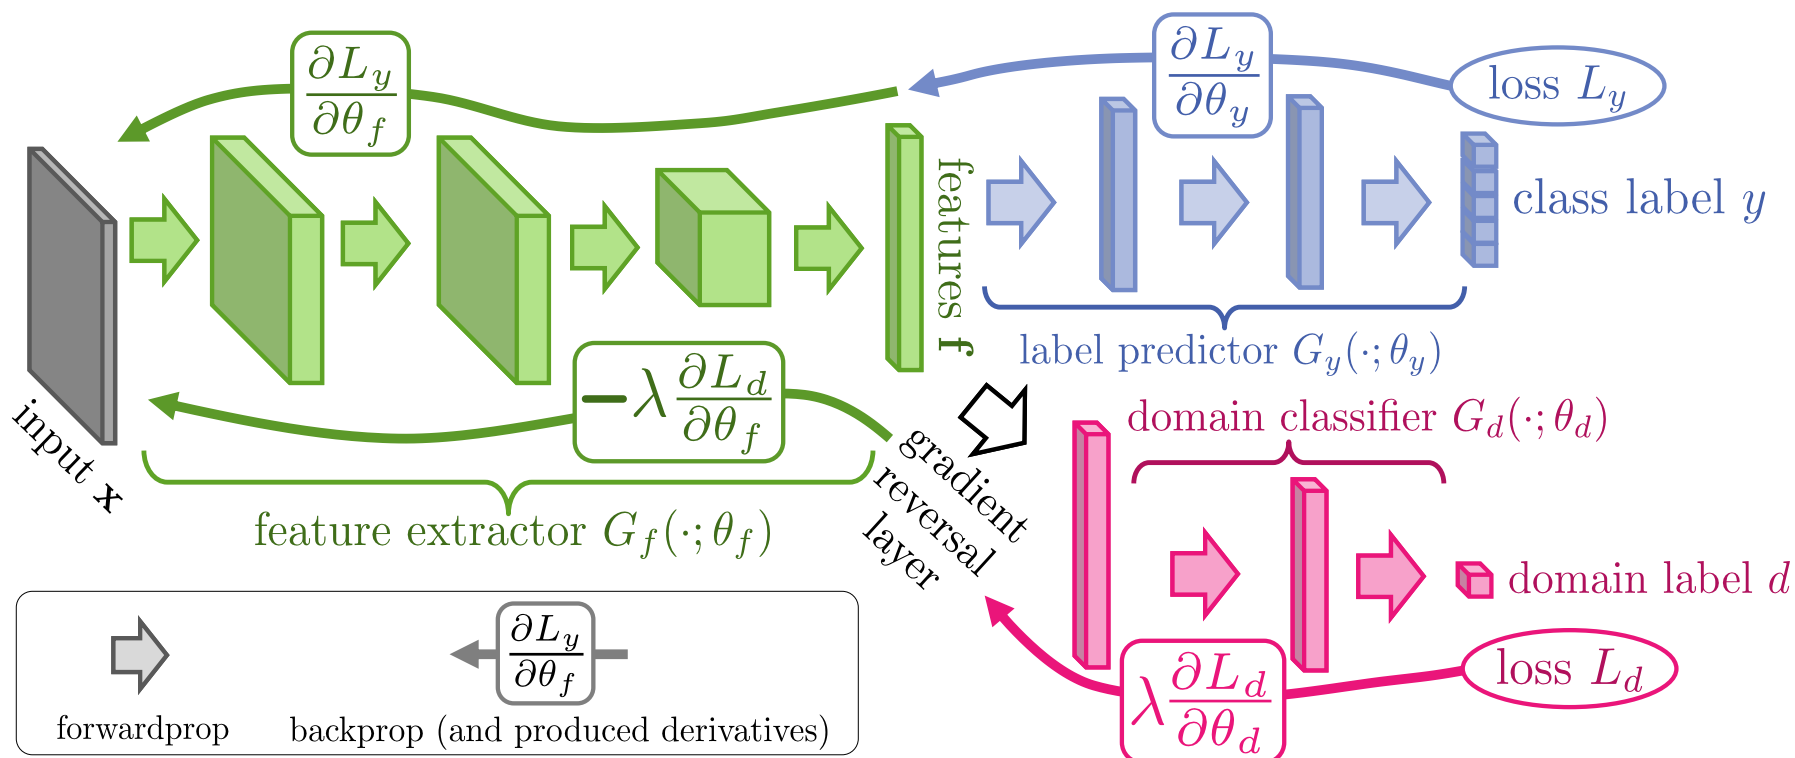 ∂L_y
∂θ_f
∂L_y
∂θ_y
loss L_y
class label y
features f
label predictor G_y(·; θ_y)
input x
−λ ∂L_d
∂θ_f
feature extractor G_f(·; θ_f)
gradient
reversal
layer
domain classifier G_d(·; θ_d)
domain label d
loss L_d
λ ∂L_d
∂θ_d
∂L_y
∂θ_f
forwardprop
backprop (and produced derivatives)